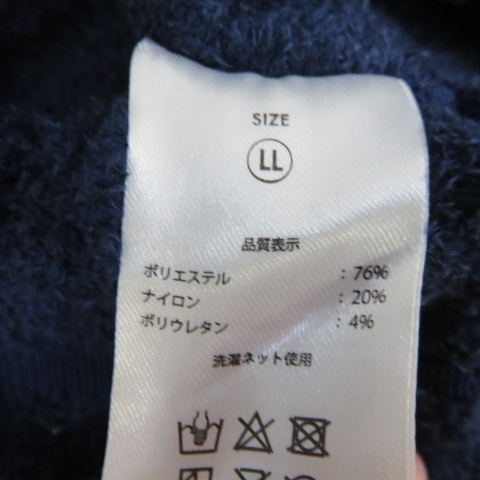 SIZE
LL
品質表示
ポリエステル : 76%
ナイロン : 20%
ポリウレタン : 4%
洗濯ネット使用